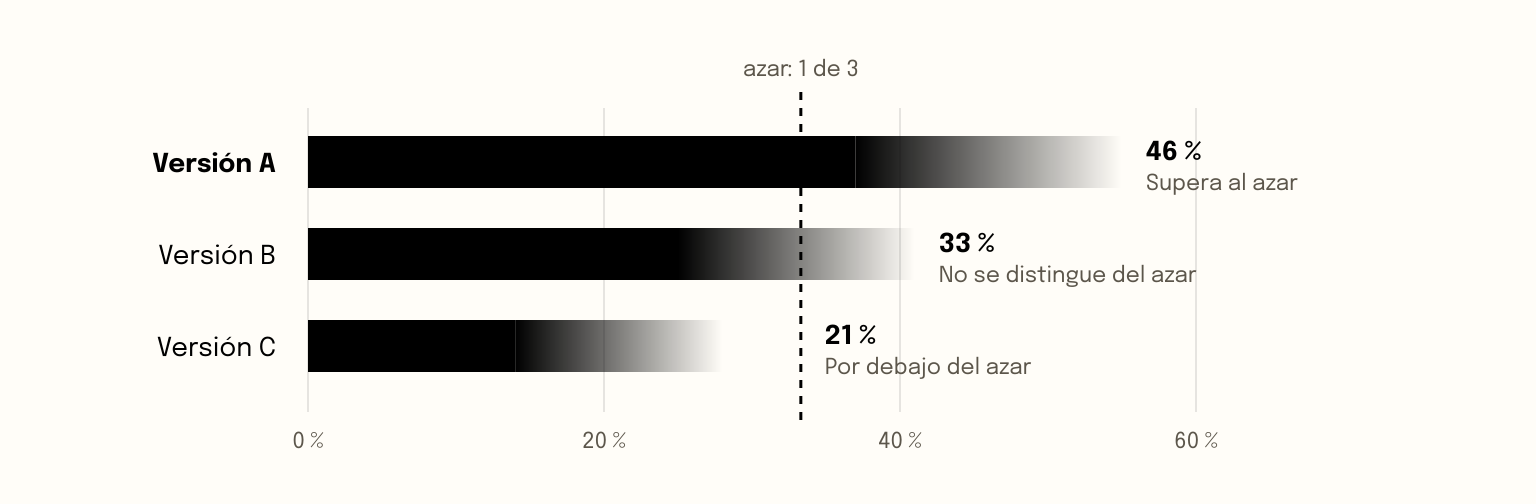 azar: 1 de 3
Versión A
46 %
Supera al azar
Versión B
33 %
No se distingue del azar
Versión C
21 %
Por debajo del azar
0 %
20 %
40 %
60 %